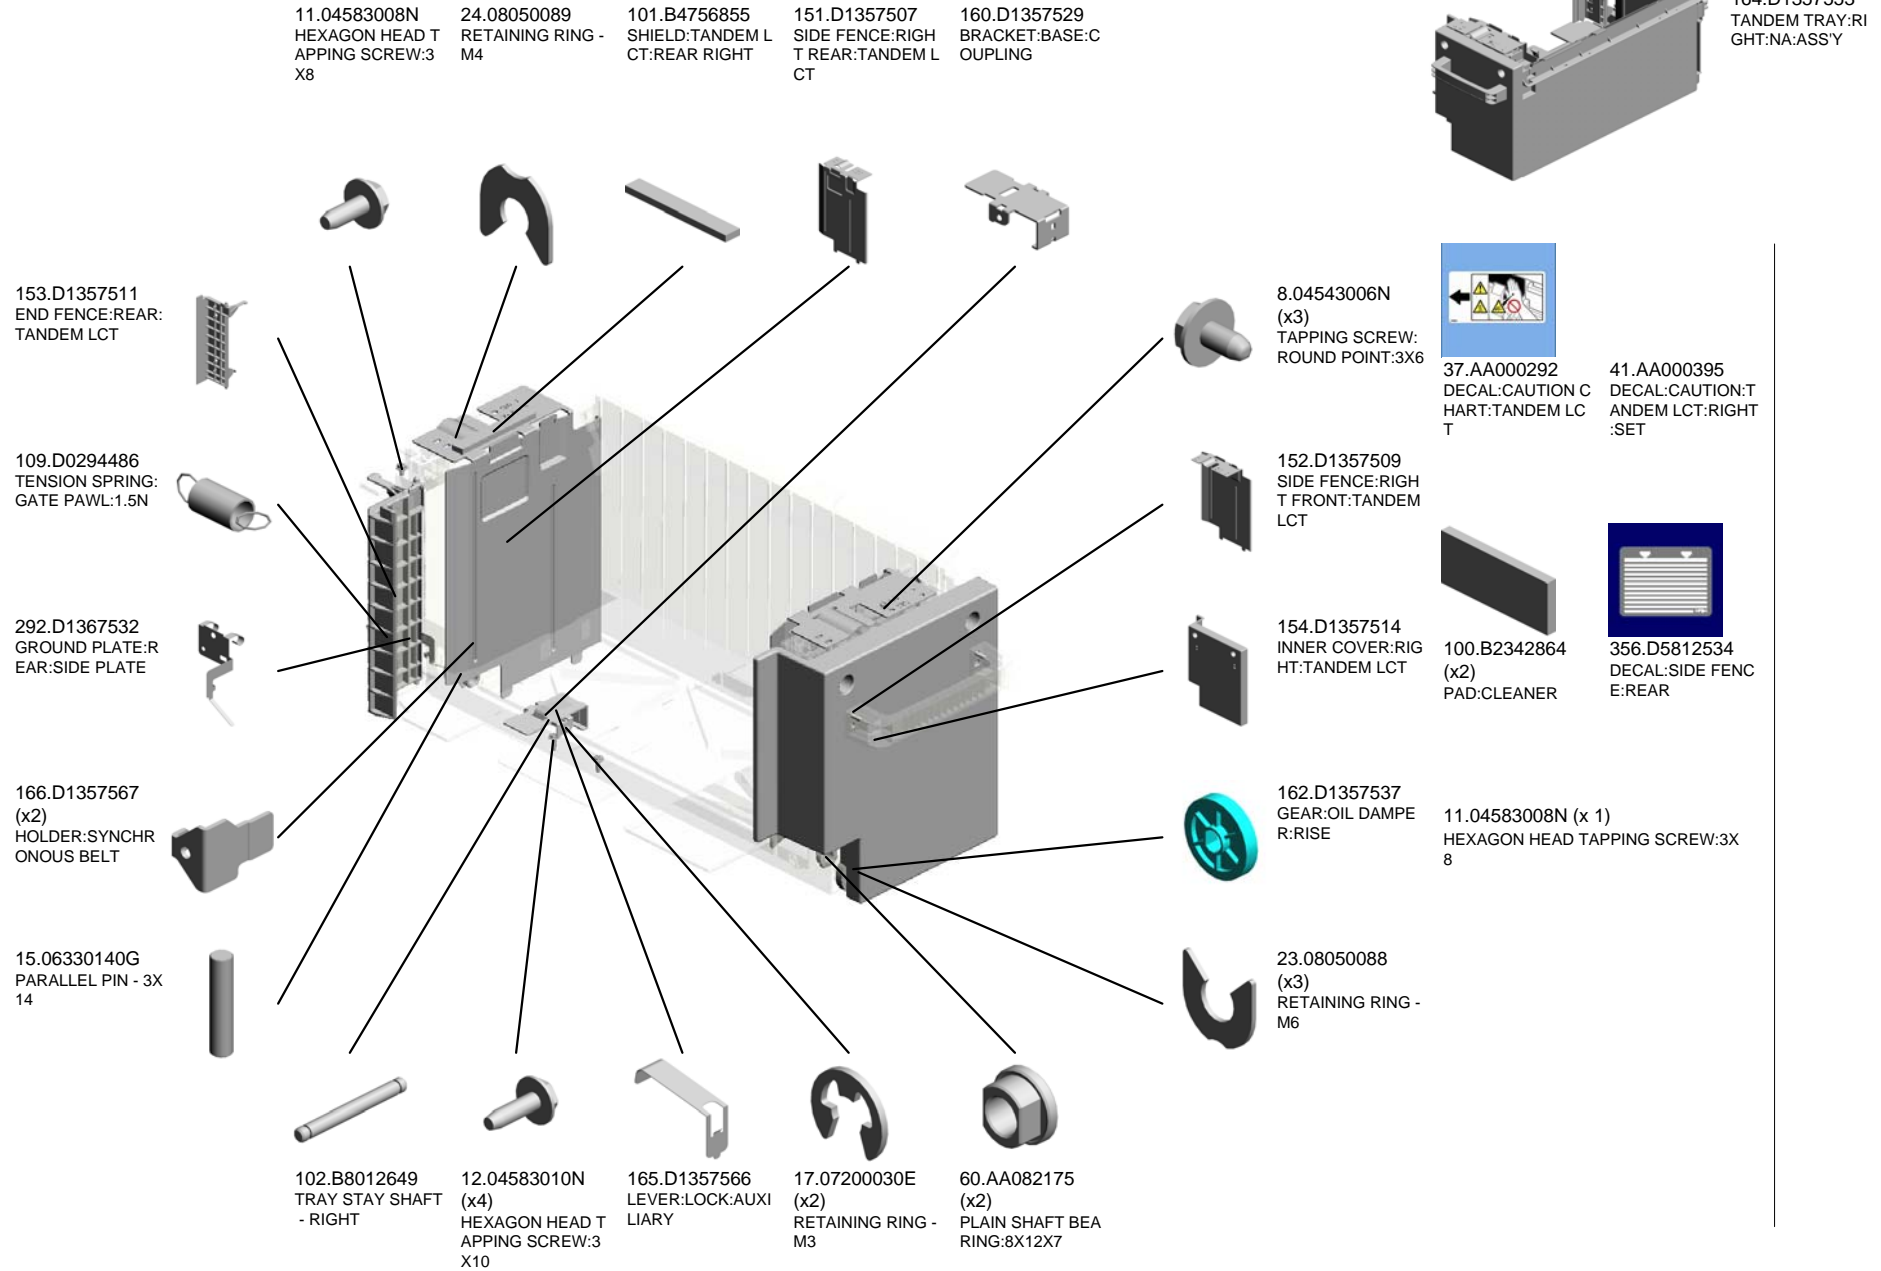 11.04583008N
HEXAGON HEAD T
APPING SCREW:3
X8
24.08050089
RETAINING RING -
M4
101.B4756855
SHIELD:TANDEM L
CT:REAR RIGHT
151.D1357507
SIDE FENCE:RIGH
T REAR:TANDEM L
CT
160.D1357529
BRACKET:BASE:C
OUPLING
TANDEM TRAY:RI
GHT:NA:ASS'Y
153.D1357511
END FENCE:REAR:
TANDEM LCT
109.D0294486
TENSION SPRING:
GATE PAWL:1.5N
292.D1367532
GROUND PLATE:R
EAR:SIDE PLATE
166.D1357567
(x2)
HOLDER:SYNCHR
ONOUS BELT
15.06330140G
PARALLEL PIN - 3X
14
8.04543006N
(x3)
TAPPING SCREW:
ROUND POINT:3X6
152.D1357509
SIDE FENCE:RIGH
T FRONT:TANDEM
LCT
154.D1357514
INNER COVER:RIG
HT:TANDEM LCT
162.D1357537
GEAR:OIL DAMPE
R:RISE
23.08050088
(x3)
RETAINING RING -
M6
37.AA000292
DECAL:CAUTION C
HART:TANDEM LC
T
41.AA000395
DECAL:CAUTION:T
ANDEM LCT:RIGHT
:SET
100.B2342864
(x2)
PAD:CLEANER
356.D5812534
DECAL:SIDE FENC
E:REAR
11.04583008N (x 1)
HEXAGON HEAD TAPPING SCREW:3X
8
102.B8012649
TRAY STAY SHAFT
- RIGHT
12.04583010N
(x4)
HEXAGON HEAD T
APPING SCREW:3
X10
165.D1357566
LEVER:LOCK:AUXI
LIARY
17.07200030E
(x2)
RETAINING RING -
M3
60.AA082175
(x2)
PLAIN SHAFT BEA
RING:8X12X7